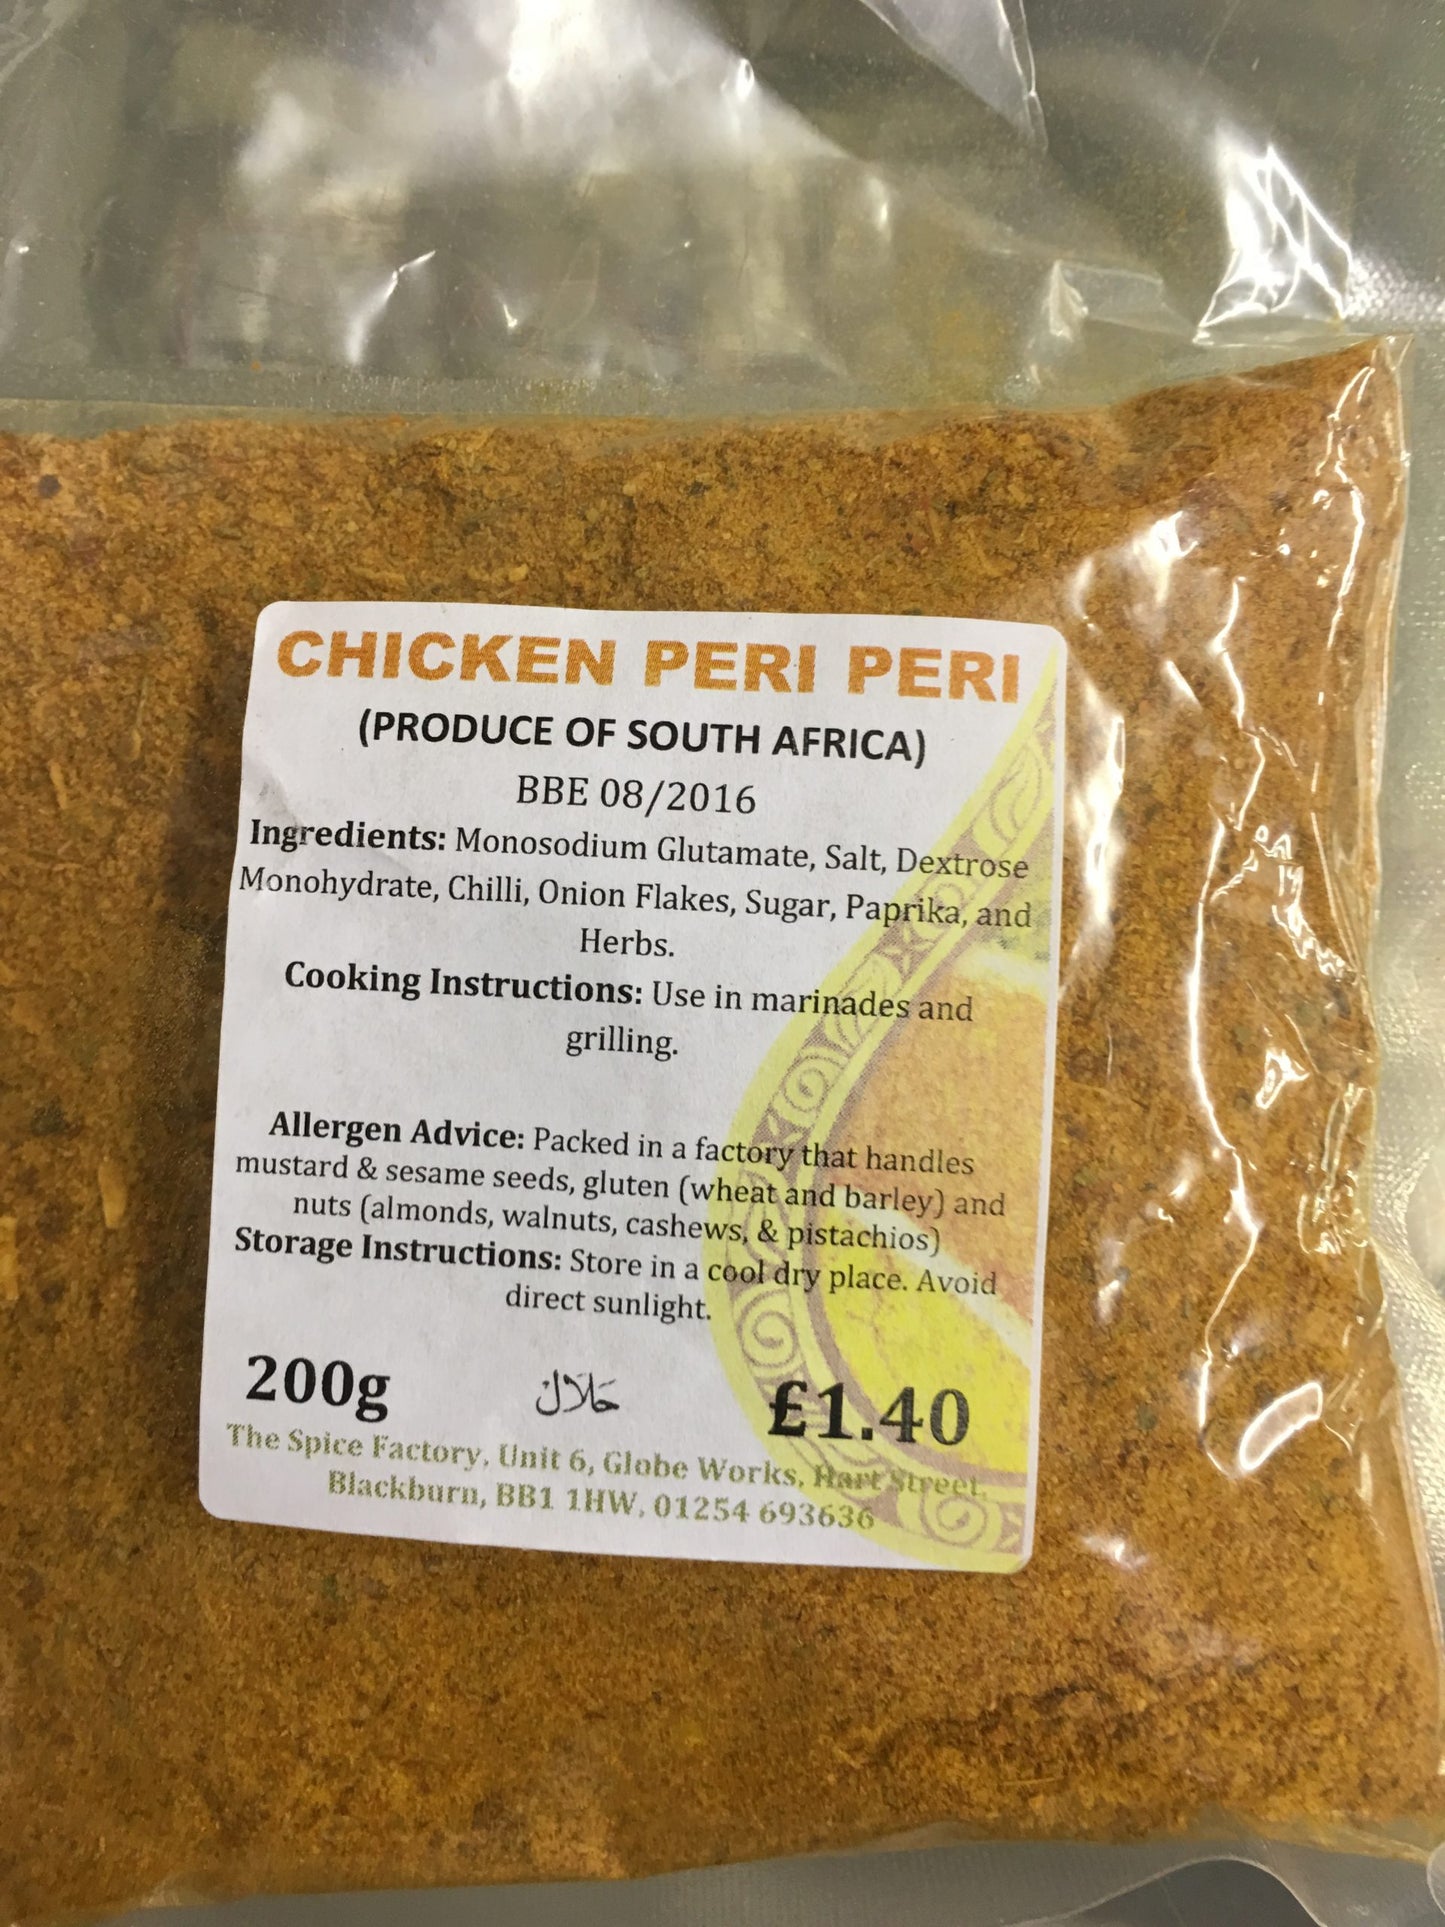 CHICKEN PERI PERI
(PRODUCE OF SOUTH AFRICA)
BBE 08/2016
Ingredients: Monosodium Glutamate, Salt, Dextrose
Monohydrate, Chilli, Onion Flakes, Sugar, Paprika, and
Herbs.
Cooking Instructions: Use in marinades and
grilling.
Allergen Advice: Packed in a factory that handles
mustard & sesame seeds, gluten (wheat and barley) and
nuts (almonds, walnuts, cashews, & pistachios)
Storage Instructions: Store in a cool dry place. Avoid
direct sunlight.
200g حَلَالْ £1.40
The Spice Factory, Unit 6, Globe Works, Hart Street,
Blackburn, BB1 1HW, 01254 693636